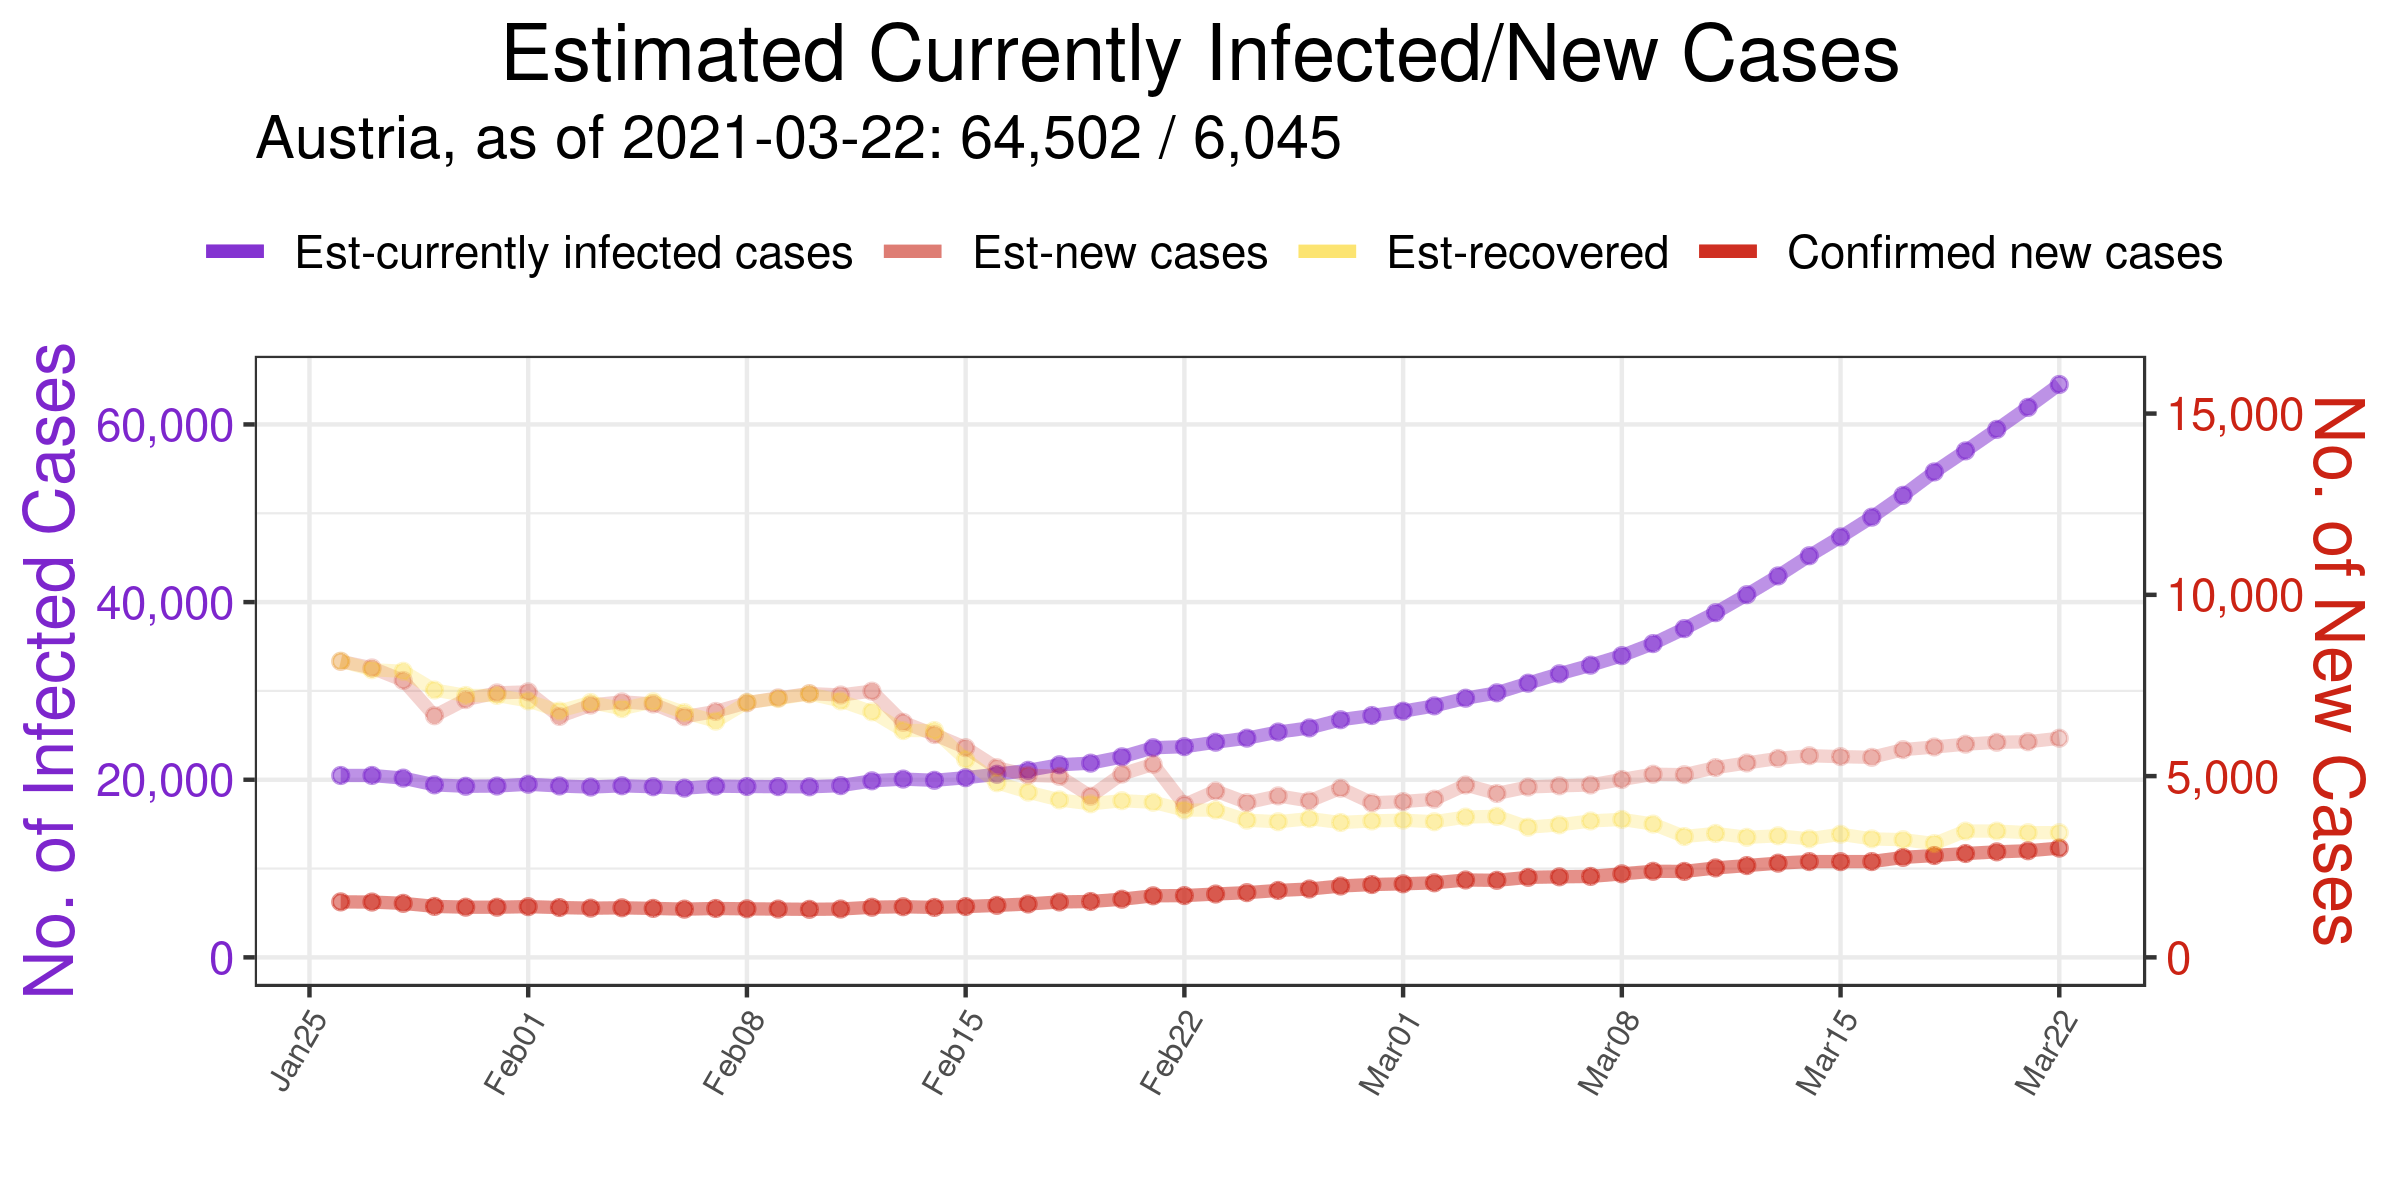 Estimated Currently Infected/New Cases
Austria, as of 2021-03-22: 64,502 / 6,045
Est-currently infected cases Est-new cases Est-recovered Confirmed new cases
No. of Infected Cases
60,000
40,000
20,000
0
15,000
10,000
5,000
0
No. of New Cases
Jan25 Feb01 Feb08 Feb15 Feb22 Mar01 Mar08 Mar15 Mar22